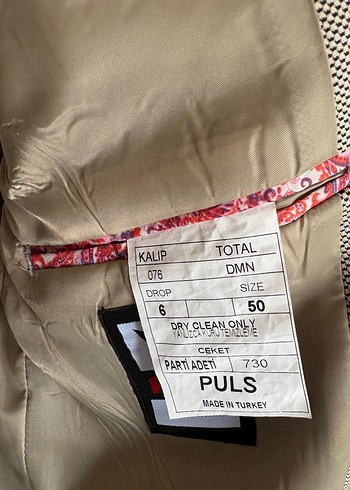 KALIP TOTAL
076 DMN
DROP SIZE
6 50
DRY CLEAN ONLY
YALNIZCA KURU TEMİZLEME
CEKET
PARTİ ADETİ 730
PULS
MADE IN TURKEY